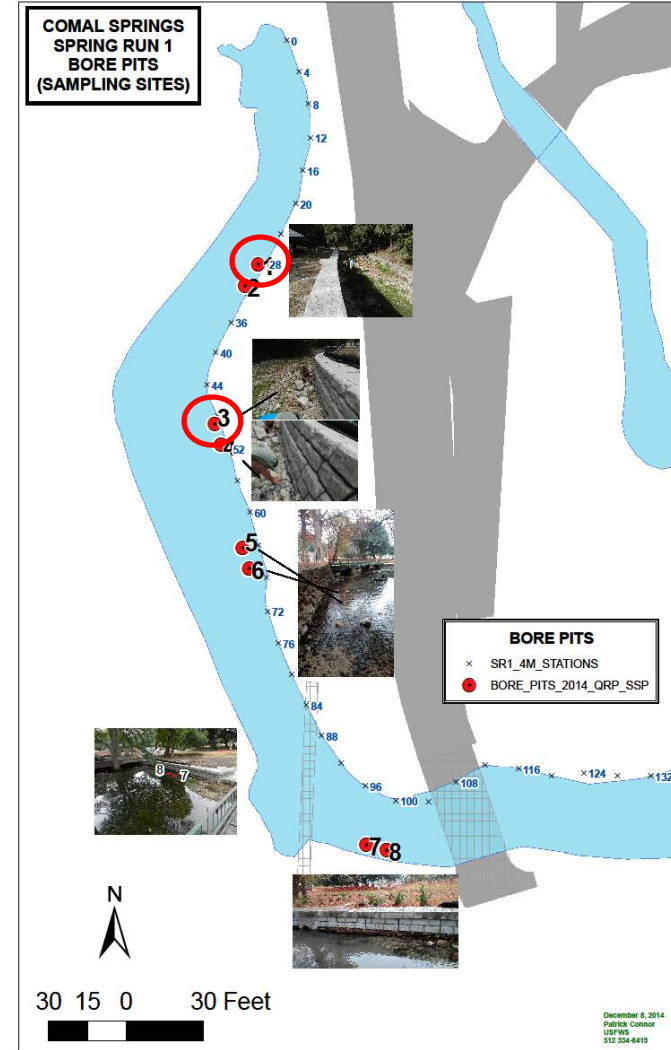 COMAL SPRINGS
SPRING RUN 1
BORE PITS
(SAMPLING SITES)
0
4
8
12
16
20
28
1
2
36
40
44
3
4
52
60
5
6
72
76
84
88
96
100
108
116
124
132
7
8
8
7
BORE PITS
SR1_4M_STATIONS
BORE_PITS_2014_QRP_SSP
N
30 15 0 30 Feet
December 8, 2014
Patrick Connor
USFWS
512 334-8419